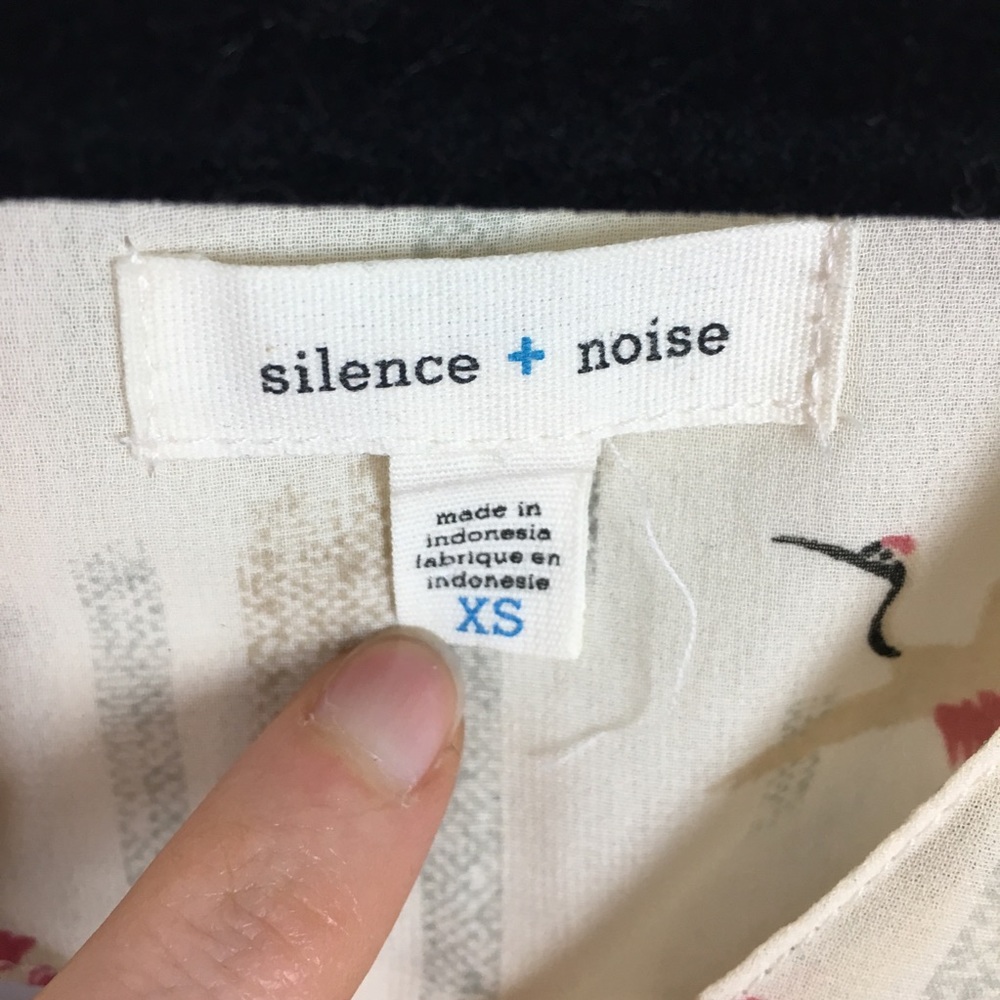 silence + noise
made in
indonesia
fabrique en
indonesie
XS